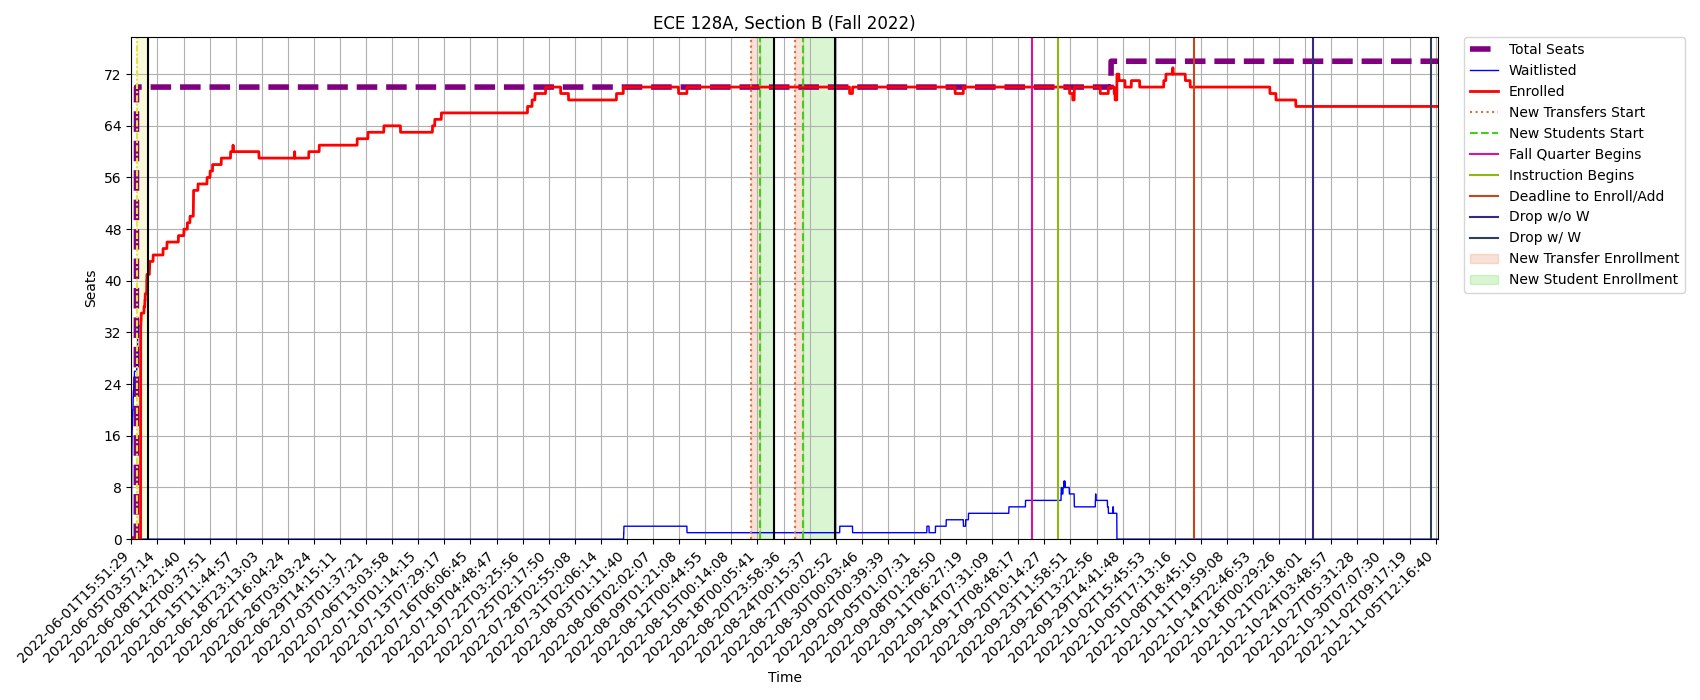 ECE 128A, Section B (Fall 2022)
Seats
72
64
56
48
40
32
24
16
8
0
2022-06-01T15:51:29
2022-06-05T03:57:14
2022-06-08T14:21:40
2022-06-12T00:37:51
2022-06-15T11:44:57
2022-06-18T23:13:03
2022-06-22T16:04:24
2022-06-26T03:03:24
2022-06-29T14:15:11
2022-07-03T01:37:21
2022-07-06T13:03:58
2022-07-10T01:14:15
2022-07-13T07:29:17
2022-07-16T06:06:45
2022-07-19T04:48:47
2022-07-22T03:25:56
2022-07-25T02:17:50
2022-07-28T02:55:08
2022-07-31T02:06:14
2022-08-03T01:11:40
2022-08-06T02:02:07
2022-08-09T01:21:08
2022-08-12T00:44:55
2022-08-15T00:14:08
2022-08-18T00:05:41
2022-08-20T23:58:36
2022-08-24T00:15:37
2022-08-27T00:02:52
2022-08-30T00:03:46
2022-09-02T00:39:39
2022-09-05T01:07:31
2022-09-08T01:28:50
2022-09-11T06:27:19
2022-09-14T07:31:09
2022-09-17T08:48:17
2022-09-20T10:14:27
2022-09-23T11:58:51
2022-09-26T13:22:56
2022-09-29T14:41:48
2022-10-02T15:45:53
2022-10-05T17:13:16
2022-10-08T18:45:10
2022-10-11T19:59:08
2022-10-14T22:46:53
2022-10-18T00:29:26
2022-10-21T02:18:01
2022-10-24T03:48:57
2022-10-27T05:31:28
2022-10-30T07:07:30
2022-11-02T09:17:19
2022-11-05T12:16:40
Time
Total Seats
Waitlisted
Enrolled
New Transfers Start
New Students Start
Fall Quarter Begins
Instruction Begins
Deadline to Enroll/Add
Drop w/o W
Drop w/ W
New Transfer Enrollment
New Student Enrollment